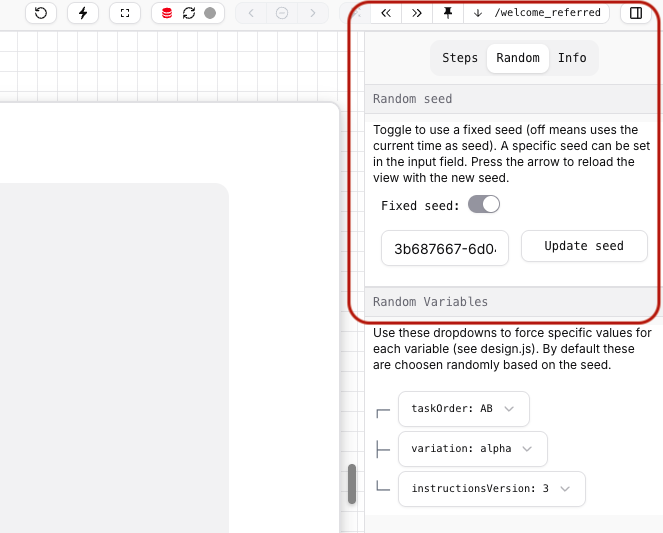 /welcome_referred
Steps Random Info
Random seed
Toggle to use a fixed seed (off means uses the
current time as seed). A specific seed can be set
in the input field. Press the arrow to reload the
view with the new seed.
Fixed seed:
3b687667-6d0
Update seed
Random Variables
Use these dropdowns to force specific values for
each variable (see design.js). By default these
are choosen randomly based on the seed.
taskOrder: AB
variation: alpha
instructionsVersion: 3